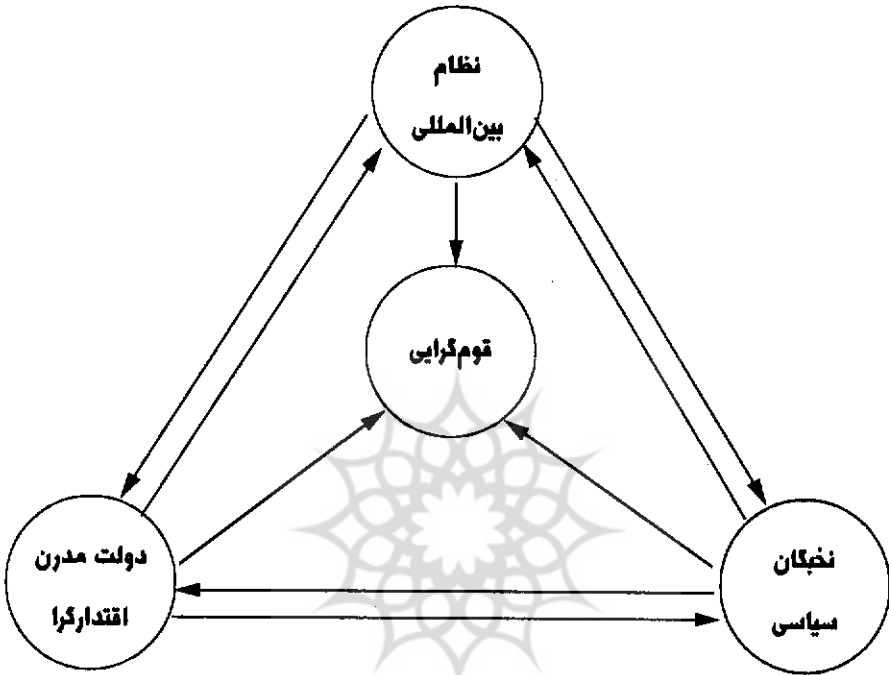 نظام
بین‌المللی
قوم‌گرایی
دولت مدرن
اقتدارگرا
نخبگان
سیاسی